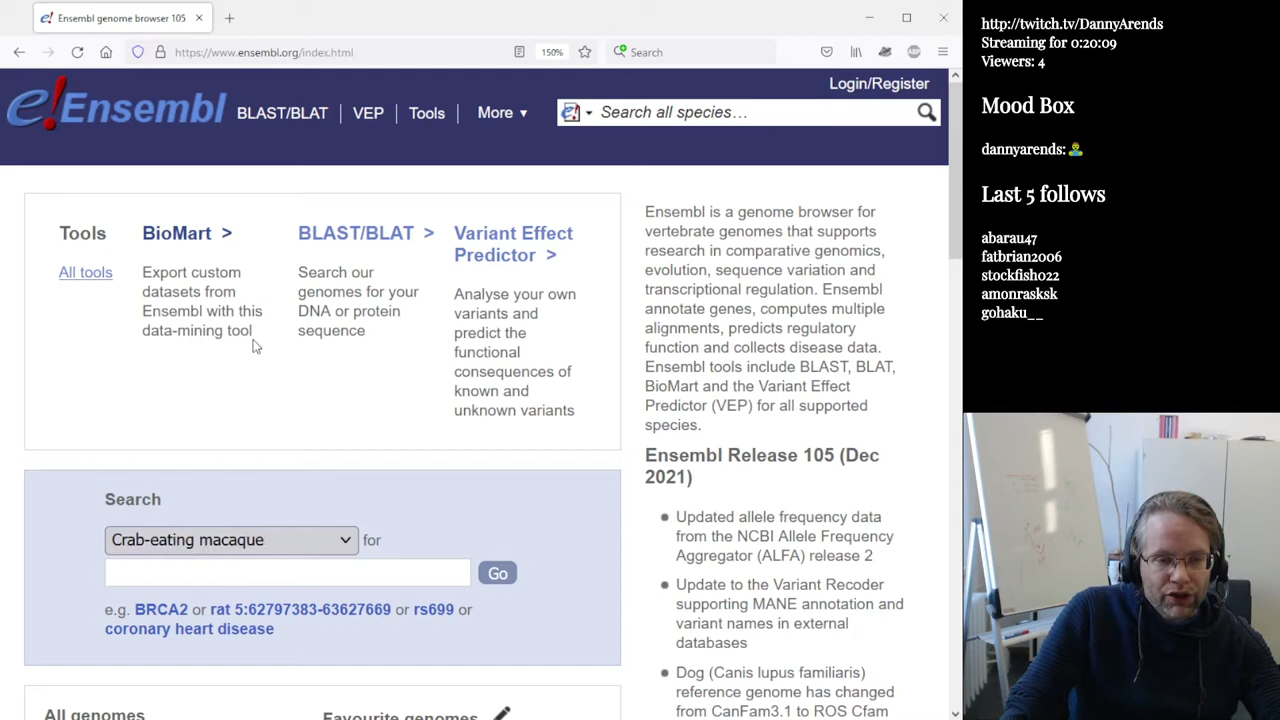 Ensembl genome browser 105
https://www.ensembl.org/index.html
150%
Search
http://twitch.tv/DannyArends
Streaming for 0:20:09
Viewers: 4
Mood Box
dannyarends:
Last 5 follows
abarau47
fatbrian2006
stockfish022
amonrasksk
gohaku__
Login/Register
e!Ensembl
BLAST/BLAT
VEP
Tools
More
Search all species…
Tools
All tools
BioMart >
Export custom
datasets from
Ensembl with this
data-mining tool
BLAST/BLAT >
Search our
genomes for your
DNA or protein
sequence
Variant Effect
Predictor >
Analyse your own
variants and
predict the
functional
consequences of
known and
unknown variants
Search
Crab-eating macaque
for
Go
e.g. BRCA2 or rat 5:62797383-63627669 or rs699 or
coronary heart disease
All genomes
Favourite genomes
Ensembl is a genome browser for
vertebrate genomes that supports
research in comparative genomics,
evolution, sequence variation and
transcriptional regulation. Ensembl
annotate genes, computes multiple
alignments, predicts regulatory
function and collects disease data.
Ensembl tools include BLAST, BLAT,
BioMart and the Variant Effect
Predictor (VEP) for all supported
species.
Ensembl Release 105 (Dec
2021)
Updated allele frequency data
from the NCBI Allele Frequency
Aggregator (ALFA) release 2
Update to the Variant Recoder
supporting MANE annotation and
variant names in external
databases
Dog (Canis lupus familiaris)
reference genome has changed
from CanFam3.1 to ROS Cfam